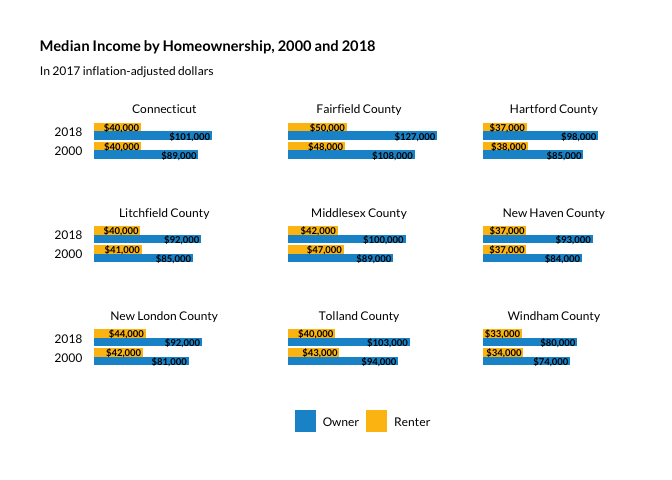 Median Income by Homeownership, 2000 and 2018
In 2017 inflation-adjusted dollars
Connecticut Fairfield County Hartford County
2018 $40,000 $50,000 $37,000
$101,000 $127,000 $98,000
2000 $40,000 $48,000 $38,000
$89,000 $108,000 $85,000
Litchfield County Middlesex County New Haven County
2018 $40,000 $42,000 $37,000
$92,000 $100,000 $93,000
2000 $41,000 $47,000 $37,000
$85,000 $89,000 $84,000
New London County Tolland County Windham County
2018 $44,000 $40,000 $33,000
$92,000 $103,000 $80,000
2000 $42,000 $43,000 $34,000
$81,000 $94,000 $74,000
Owner Renter